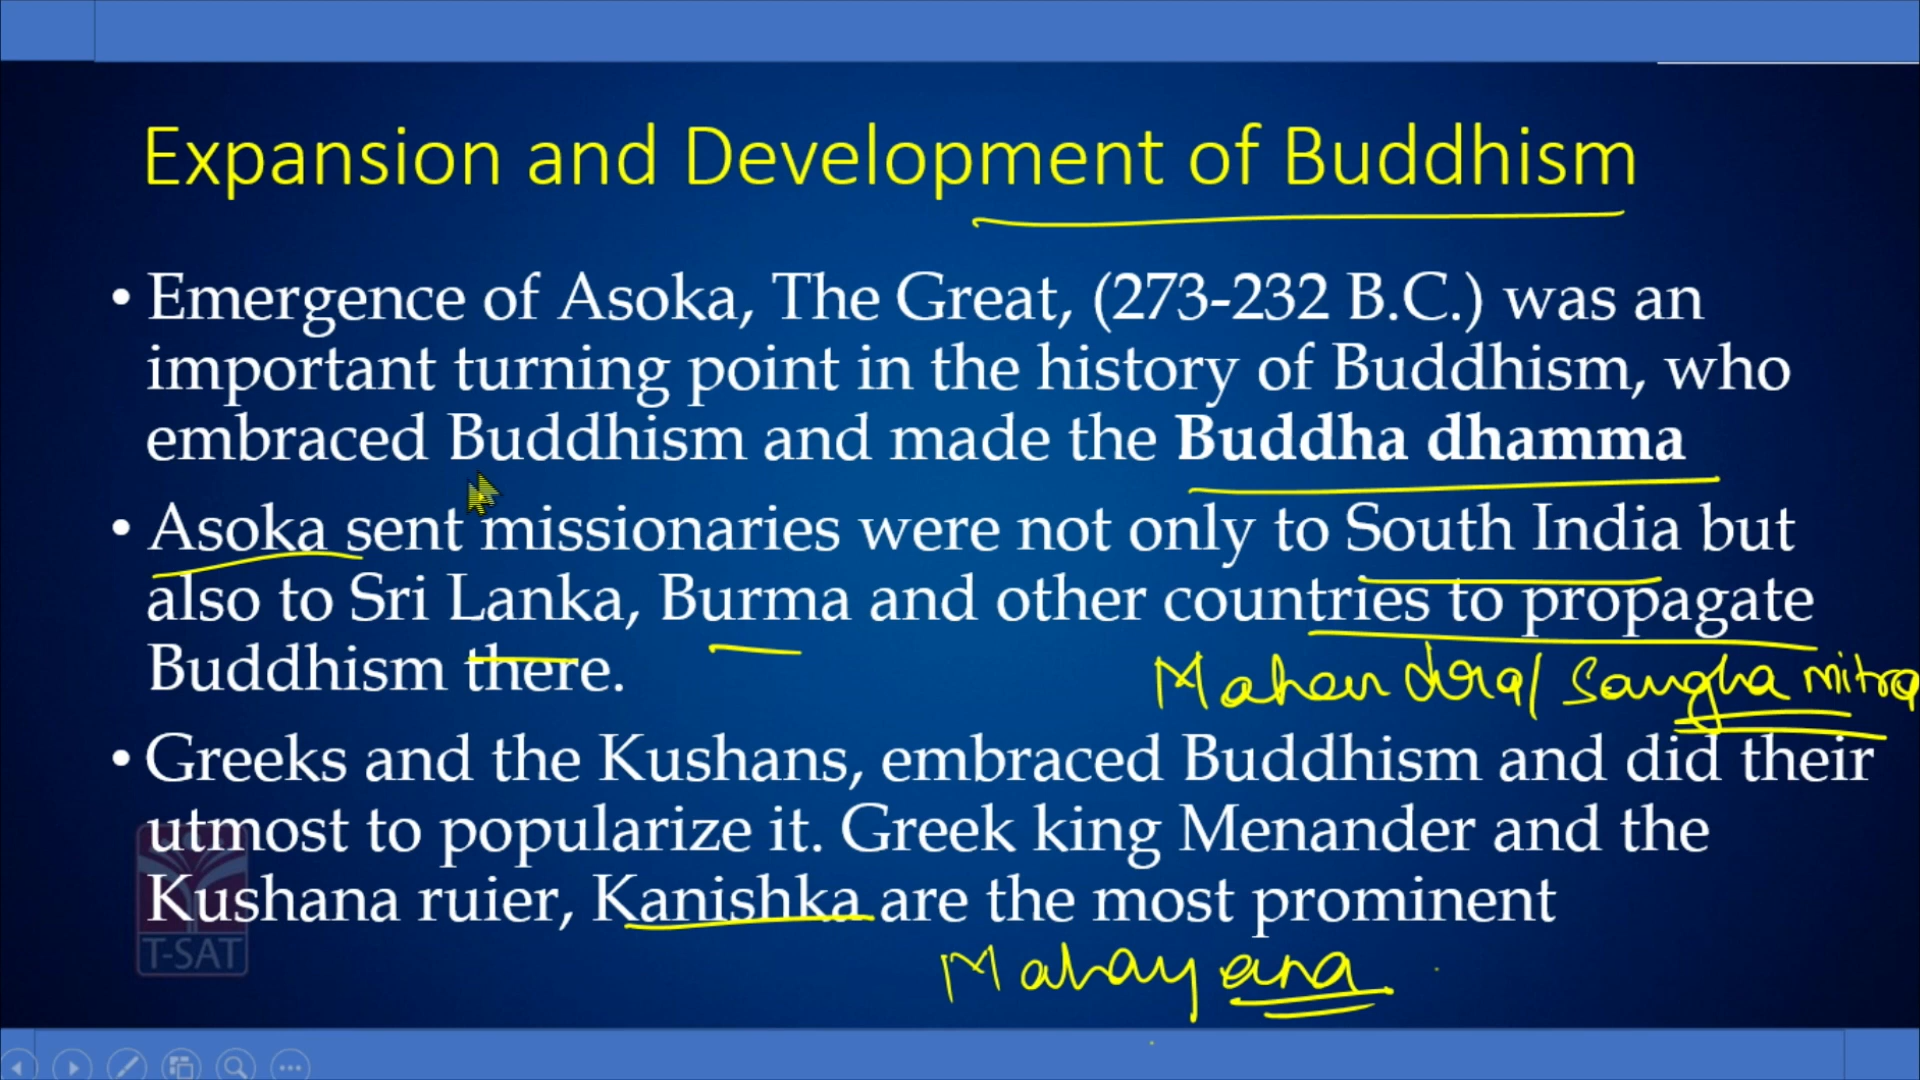 Expansion and Development of Buddhism
• Emergence of Asoka, The Great, (273-232 B.C.) was an
important turning point in the history of Buddhism, who
embraced Buddhism and made the Buddha dhamma
• Asoka sent missionaries were not only to South India but
also to Sri Lanka, Burma and other countries to propagate
Buddhism there.
Mahendra/ Sanghamitra
• Greeks and the Kushans, embraced Buddhism and did their
utmost to popularize it. Greek king Menander and the
Kushana ruier, Kanishka are the most prominent
Mahayana
T-SAT